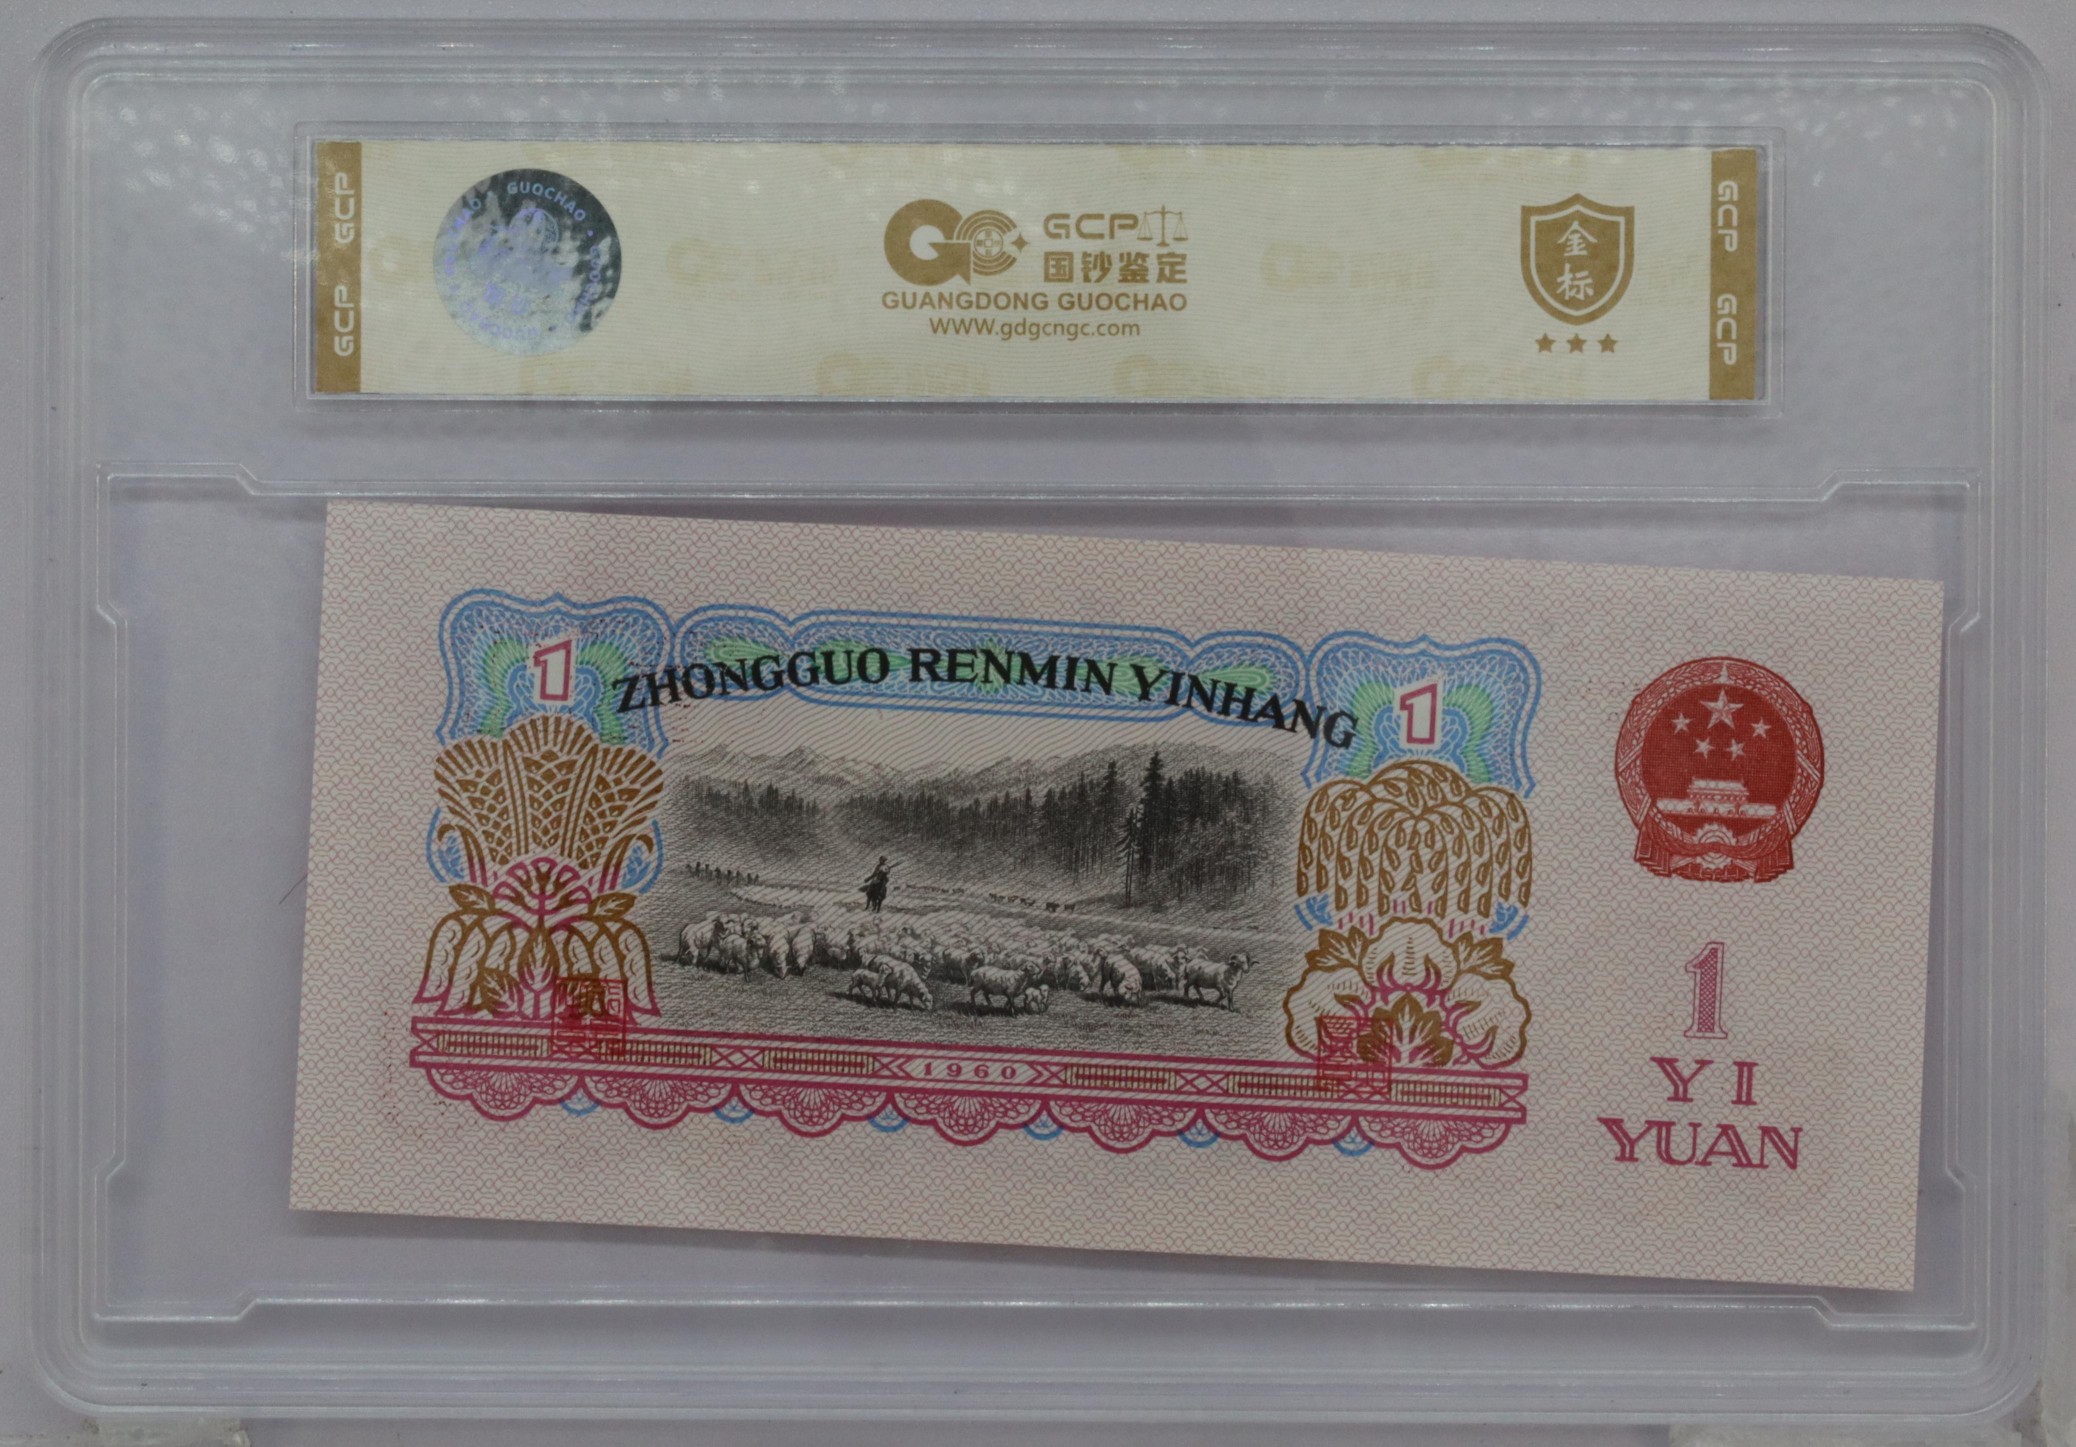 GCP GCP
GUOCHAO
GCP
国钞鉴定
GUANGDONG GUOCHAO
WWW.gdgcngc.com
金标
GCP GCP
1
ZHONGGUO RENMIN YINHANG
1
1960
1
YI
YUAN